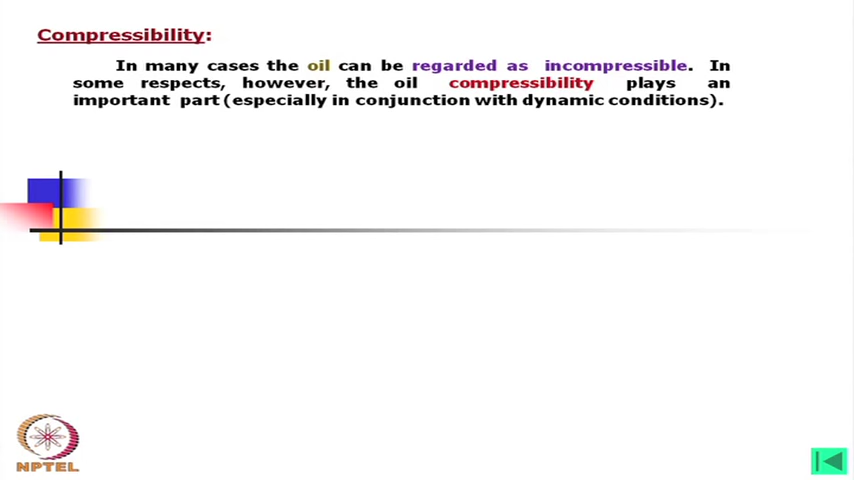 Compressibility:
In many cases the oil can be regarded as incompressible. In
some respects, however, the oil compressibility plays an
important part (especially in conjunction with dynamic conditions).
NPTEL